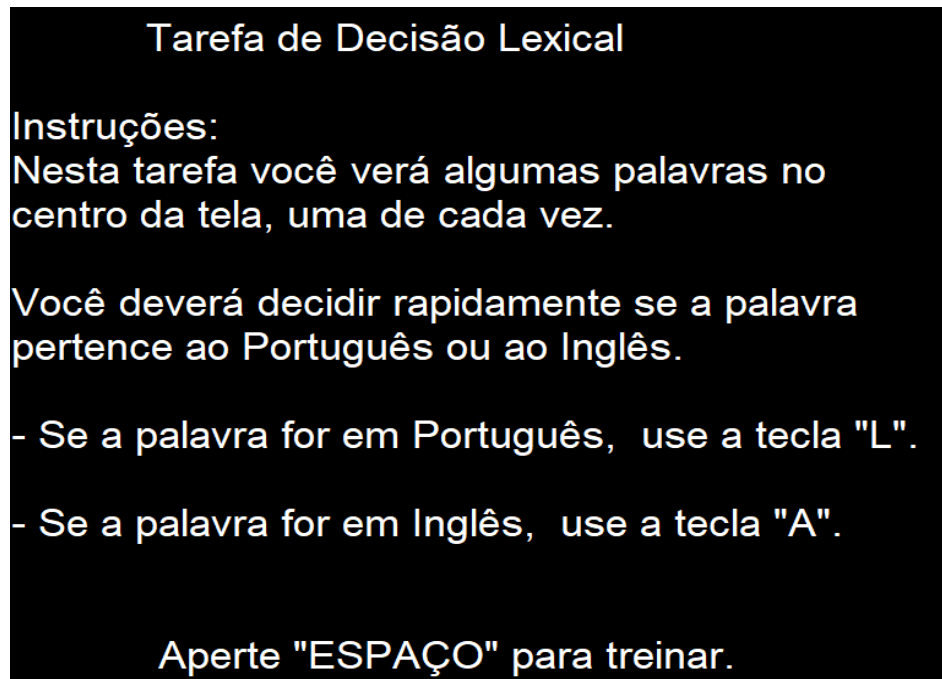 Tarefa de Decisão Lexical
Instruções:
Nesta tarefa você verá algumas palavras no
centro da tela, uma de cada vez.
Você deverá decidir rapidamente se a palavra
pertence ao Português ou ao Inglês.
- Se a palavra for em Português,  use a tecla "L".
- Se a palavra for em Inglês,  use a tecla "A".
Aperte "ESPAÇO" para treinar.